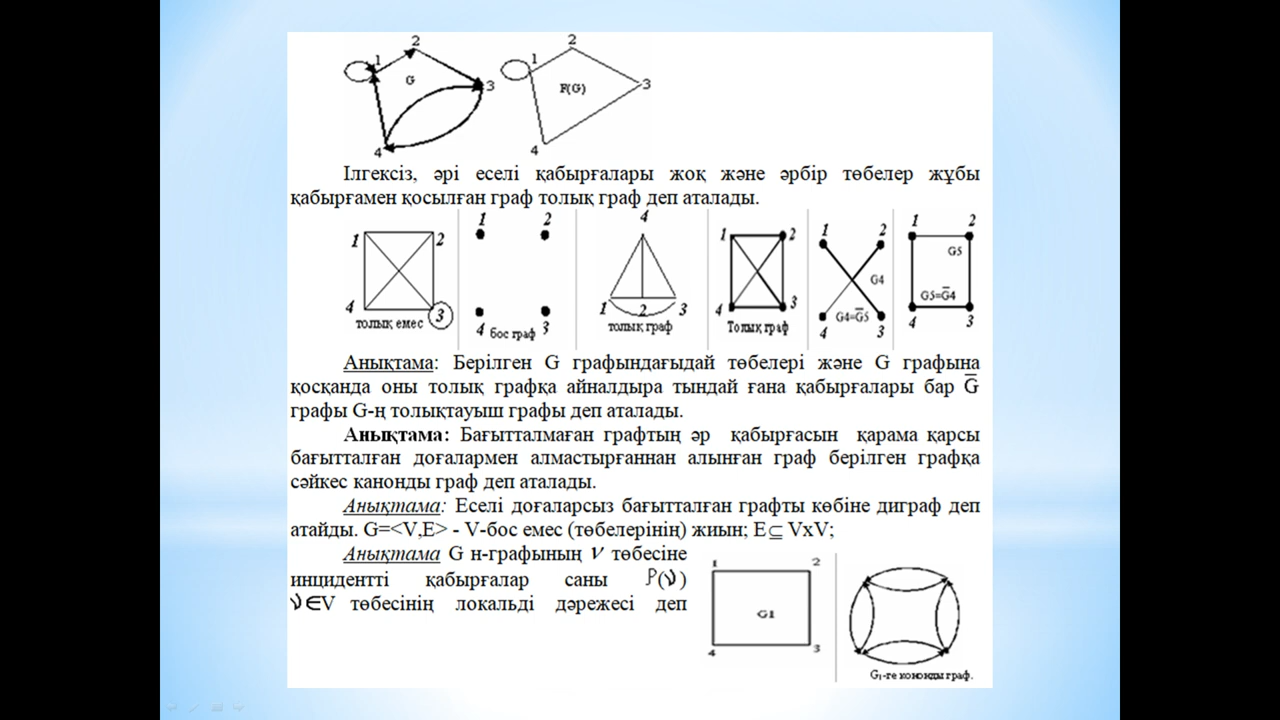 2 2
1 1
G F(G)
3 3
4 4
Ілгексіз, әрі еселі қабырғалары жоқ және әрбір төбелер жұбы
қабырғамен қосылған граф толық граф деп аталады.
1 2 1 2 4 1 2 1 2 1 2
G5
G4
4 3 4 3 1 2 3 4 3 G4=G̅5 G5=G̅4
толық емес бос граф толық граф Толық граф 4 3 4 3
Анықтама: Берілген G графындағыдай төбелері және G графына
қосқанда оны толық графқа айналдыра тындай ғана қабырғалары бар G̅
графы G-ң толықтауыш графы деп аталады.
Анықтама: Бағытталмаған графтың әр қабырғасын қарама қарсы
бағытталған доғалармен алмастырғаннан алынған граф берілген графқа
сәйкес канонды граф деп аталады.
Анықтама: Еселі доғаларсыз бағытталған графты көбіне диграф деп
атайды. G=<V,E> - V-бос емес (төбелерінің) жиын; E⊆ VxV;
Анықтама G н-графының ν төбесіне
инцидентті қабырғалар саны ρ(ν)
ν∈V төбесінің локальді дәрежесі деп
1 2
G1
4 3
G₁-ге кононды граф.